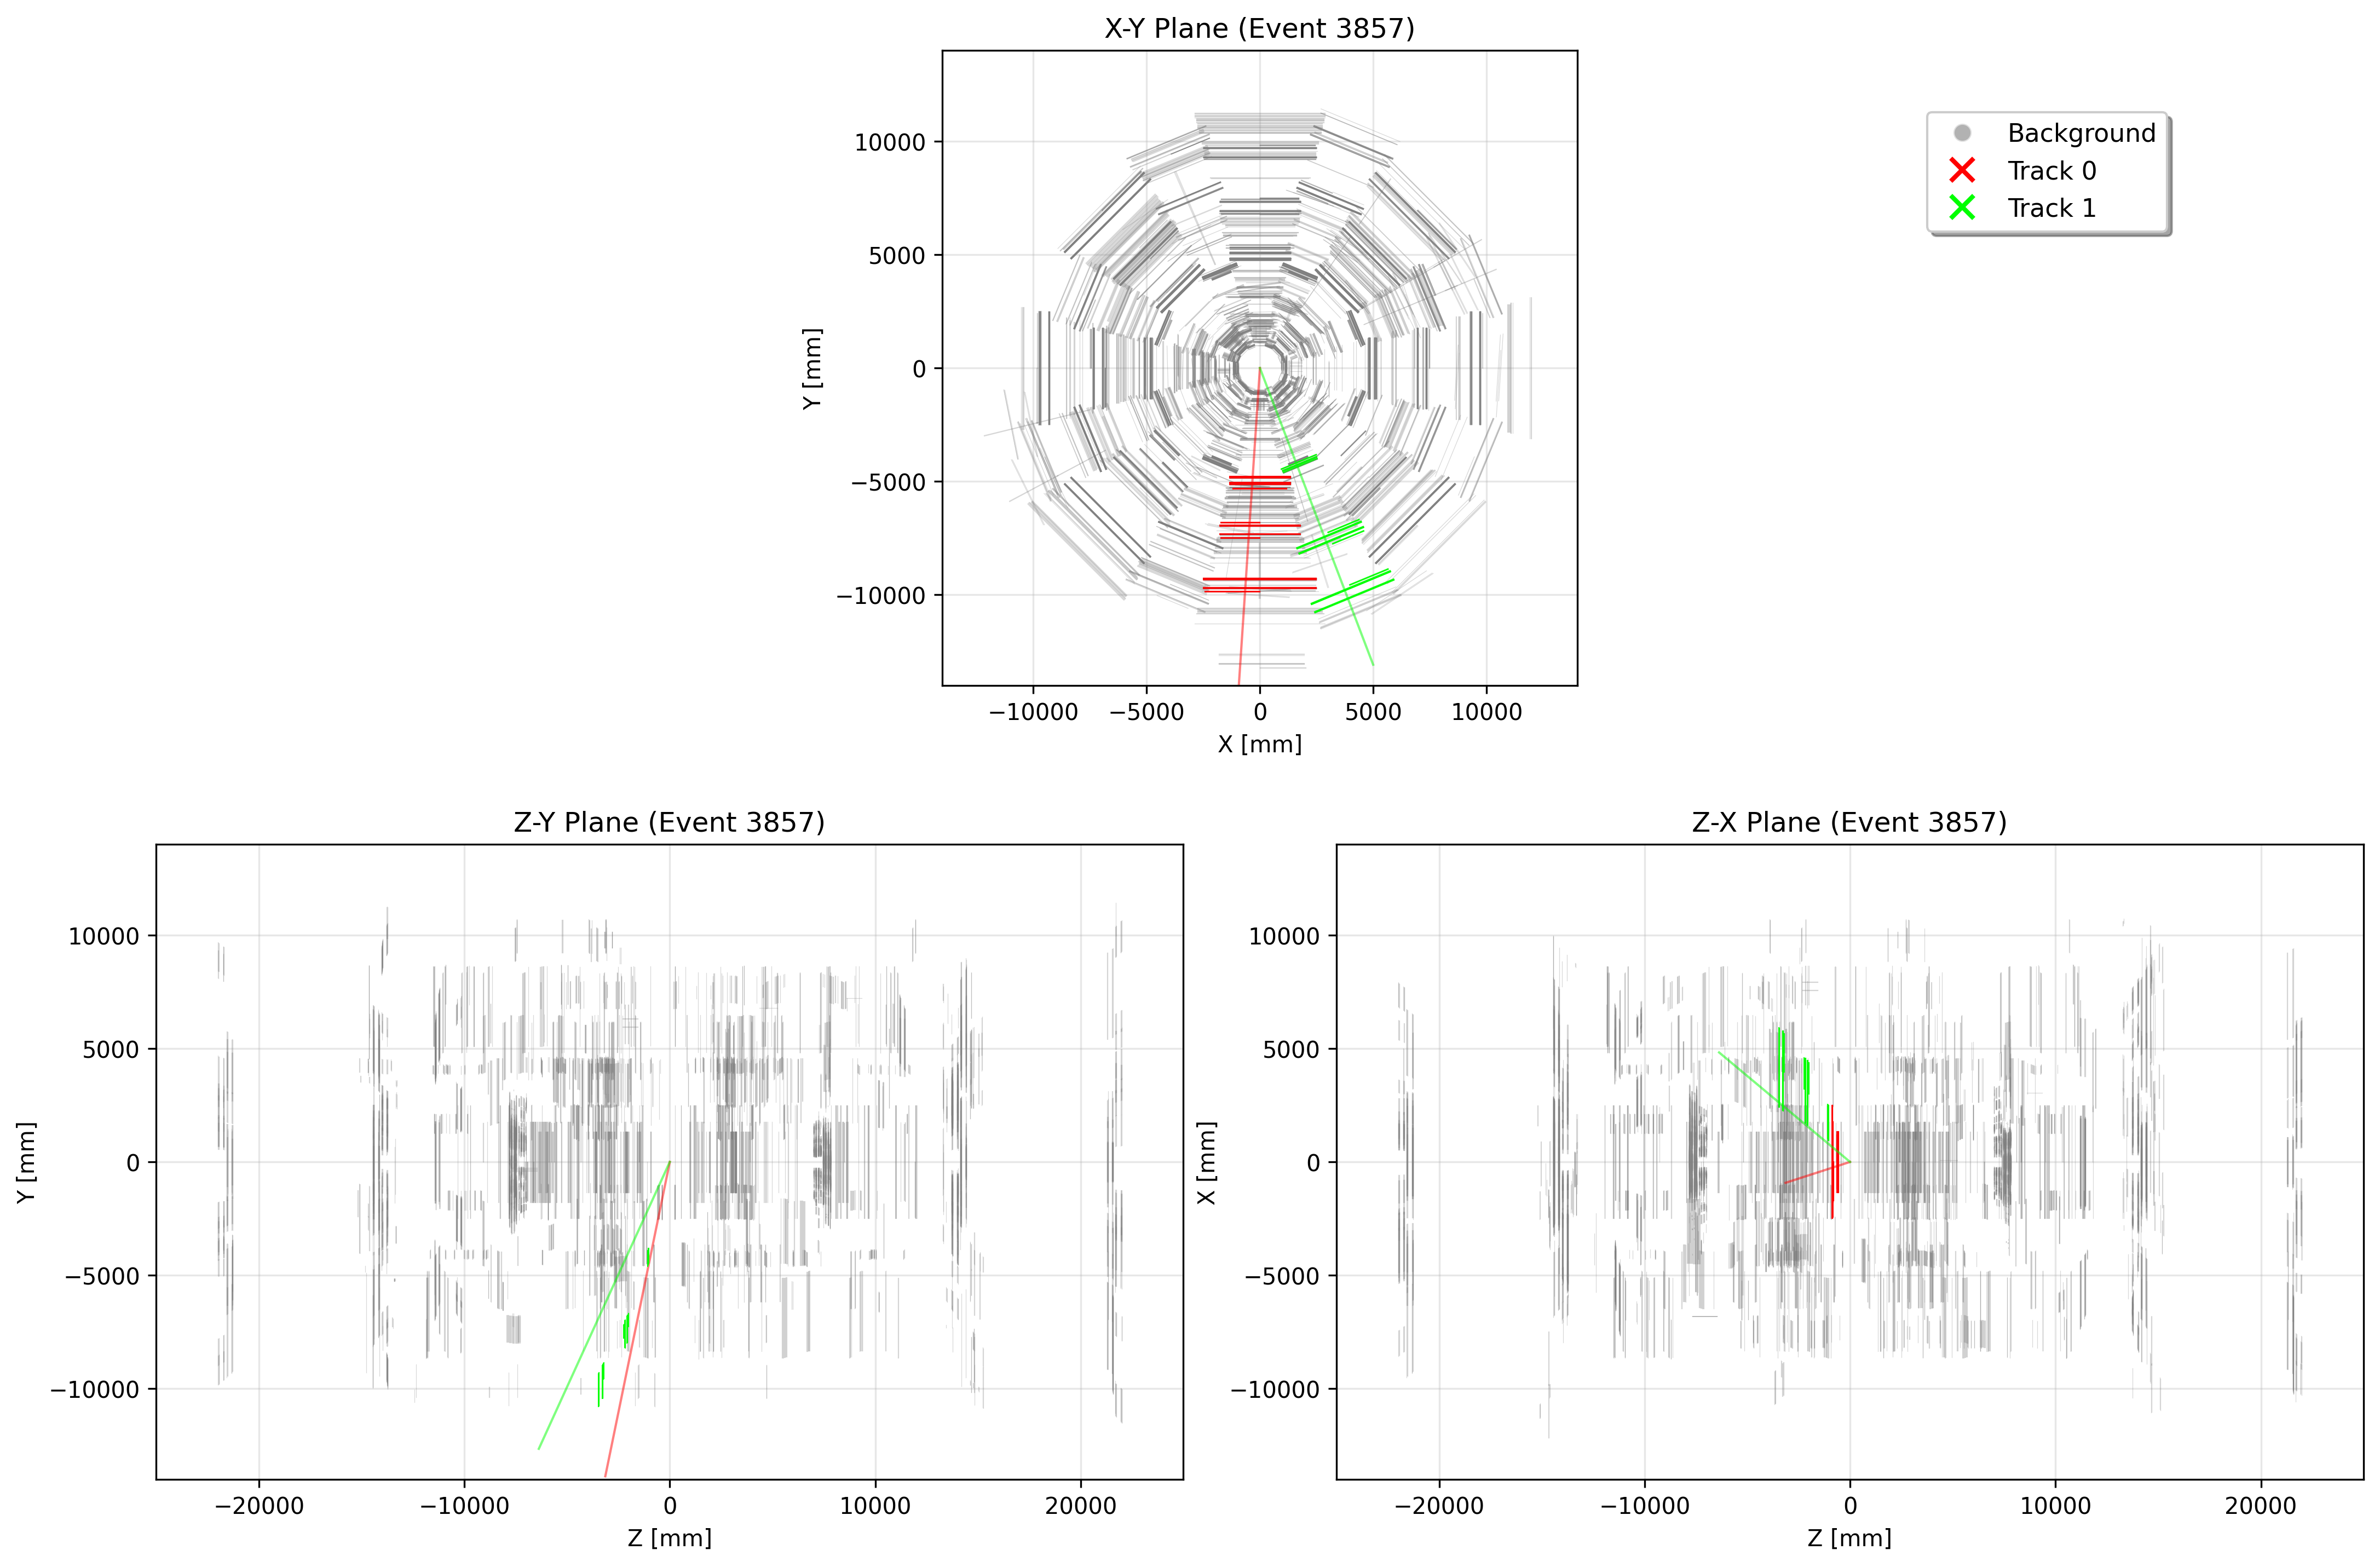 X-Y Plane (Event 3857)
Background
Track 0
Track 1
10000
5000
0
−5000
−10000
Y [mm]
−10000 −5000 0 5000 10000
X [mm]
Z-Y Plane (Event 3857)
10000
5000
0
−5000
−10000
Y [mm]
−20000 −10000 0 10000 20000
Z [mm]
Z-X Plane (Event 3857)
10000
5000
0
−5000
−10000
X [mm]
−20000 −10000 0 10000 20000
Z [mm]